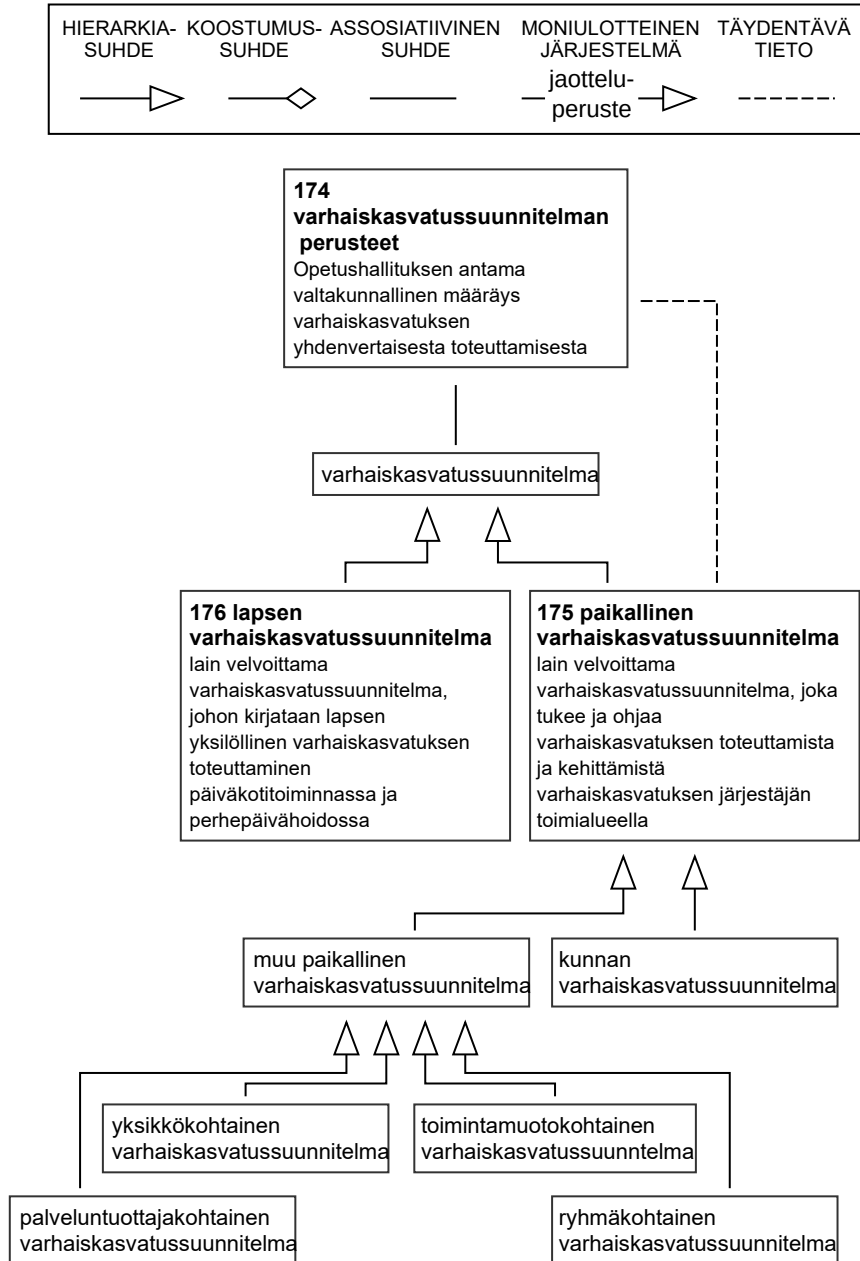 HIERARKIA-
SUHDE
KOOSTUMUS-
SUHDE
ASSOSIATIIVINEN
SUHDE
MONIULOTTEINEN
JÄRJESTELMÄ
TÄYDENTÄVÄ
TIETO
jaottelu-
peruste
174
varhaiskasvatussuunnitelman
perusteet
Opetushallituksen antama
valtakunnallinen määräys
varhaiskasvatuksen
yhdenvertaisesta toteuttamisesta
varhaiskasvatussuunnitelma
176 lapsen
varhaiskasvatussuunnitelma
lain velvoittama
varhaiskasvatussuunnitelma,
johon kirjataan lapsen
yksilöllinen varhaiskasvatuksen
toteuttaminen
päiväkotitoiminnassa ja
perhepäivähoidossa
175 paikallinen
varhaiskasvatussuunnitelma
lain velvoittama
varhaiskasvatussuunnitelma, joka
tukee ja ohjaa
varhaiskasvatuksen toteuttamista
ja kehittämistä
varhaiskasvatuksen järjestäjän
toimialueella
muu paikallinen
varhaiskasvatussuunnitelma
kunnan
varhaiskasvatussuunnitelma
yksikkökohtainen
varhaiskasvatussuunnitelma
toimintamuotokohtainen
varhaiskasvatussuunntelma
palveluntuottajakohtainen
varhaiskasvatussuunnitelma
ryhmäkohtainen
varhaiskasvatussuunnitelma